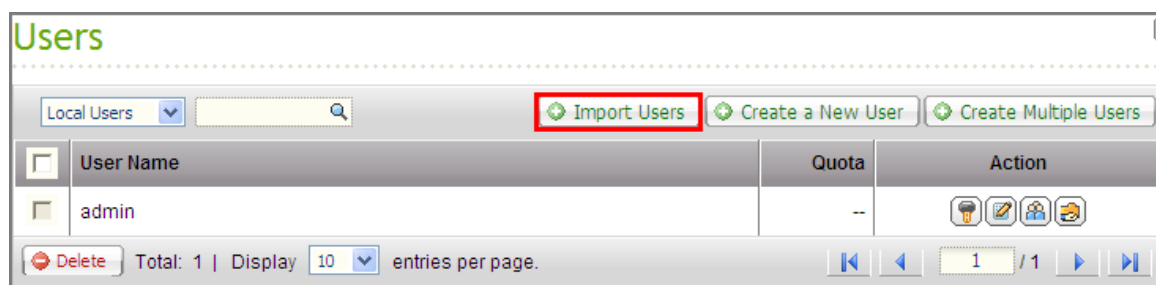 Users
Local Users Import Users Create a New User Create Multiple Users
User Name Quota Action
admin --
Delete Total: 1 | Display 10 entries per page. 1 / 1